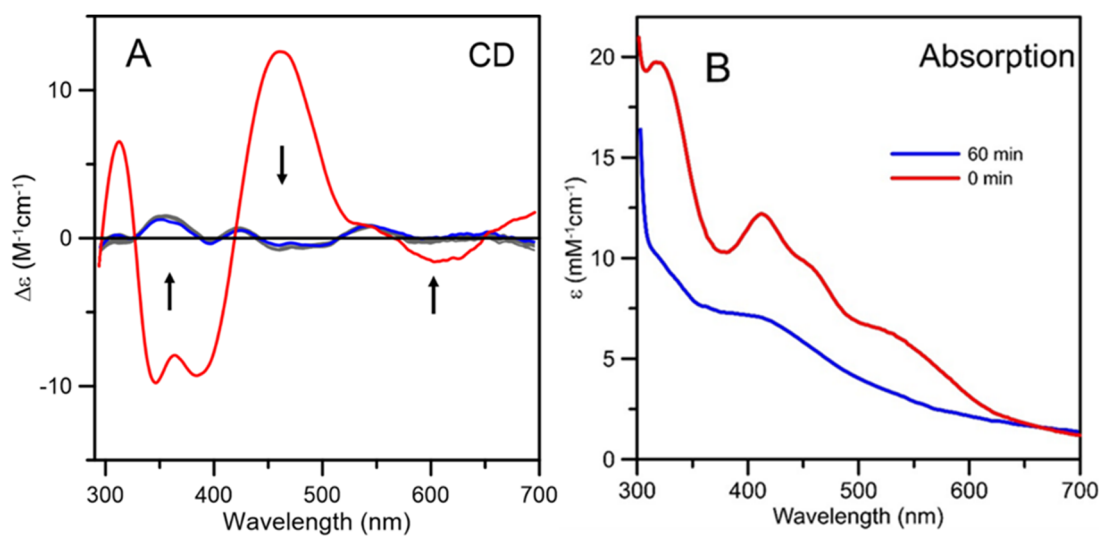 A
CD
10
0
-10
Δε (M⁻¹cm⁻¹)
300
400
500
600
700
Wavelength (nm)
B
Absorption
60 min
0 min
20
15
10
5
0
ε (mM⁻¹cm⁻¹)
300
400
500
600
700
Wavelength (nm)